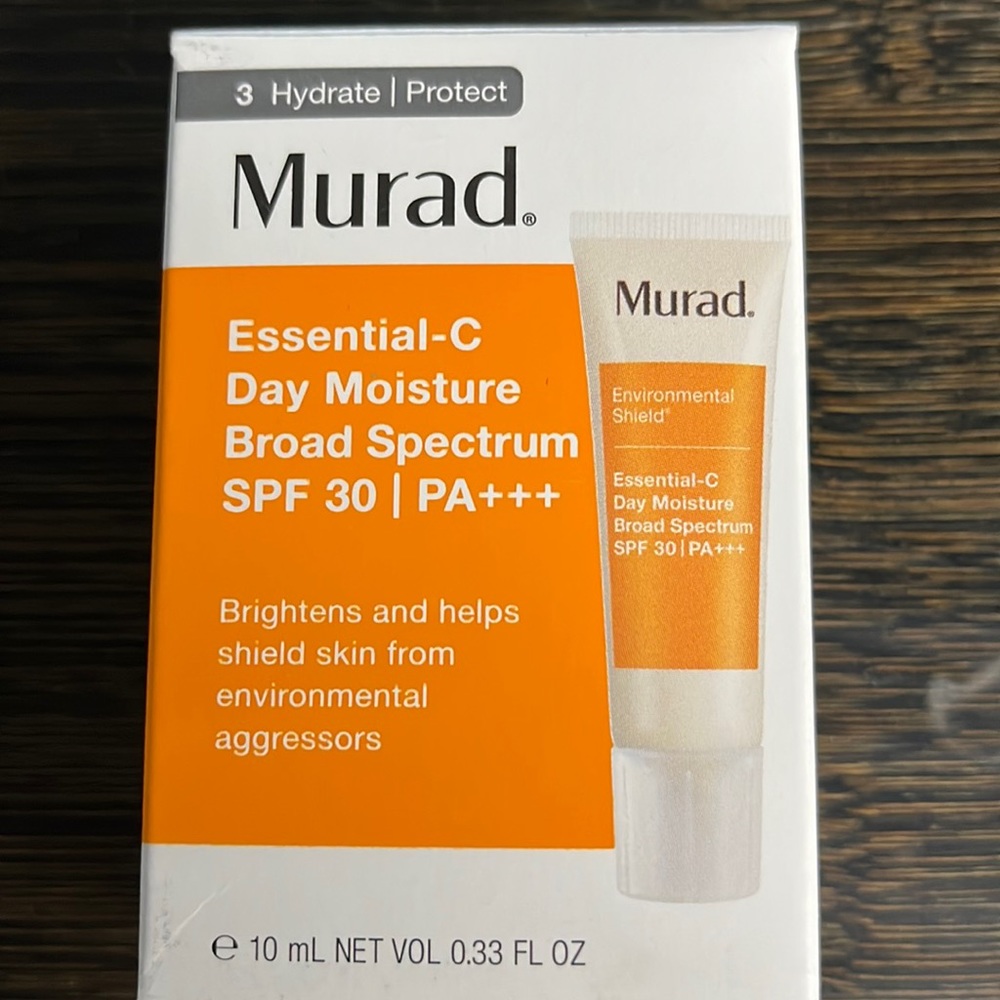 3 Hydrate | Protect
Murad®
Essential-C
Day Moisture
Broad Spectrum
SPF 30 | PA+++
Brightens and helps
shield skin from
environmental
aggressors
Murad.
Environmental
Shield®
Essential-C
Day Moisture
Broad Spectrum
SPF 30 | PA+++
℮ 10 mL NET VOL 0.33 FL OZ